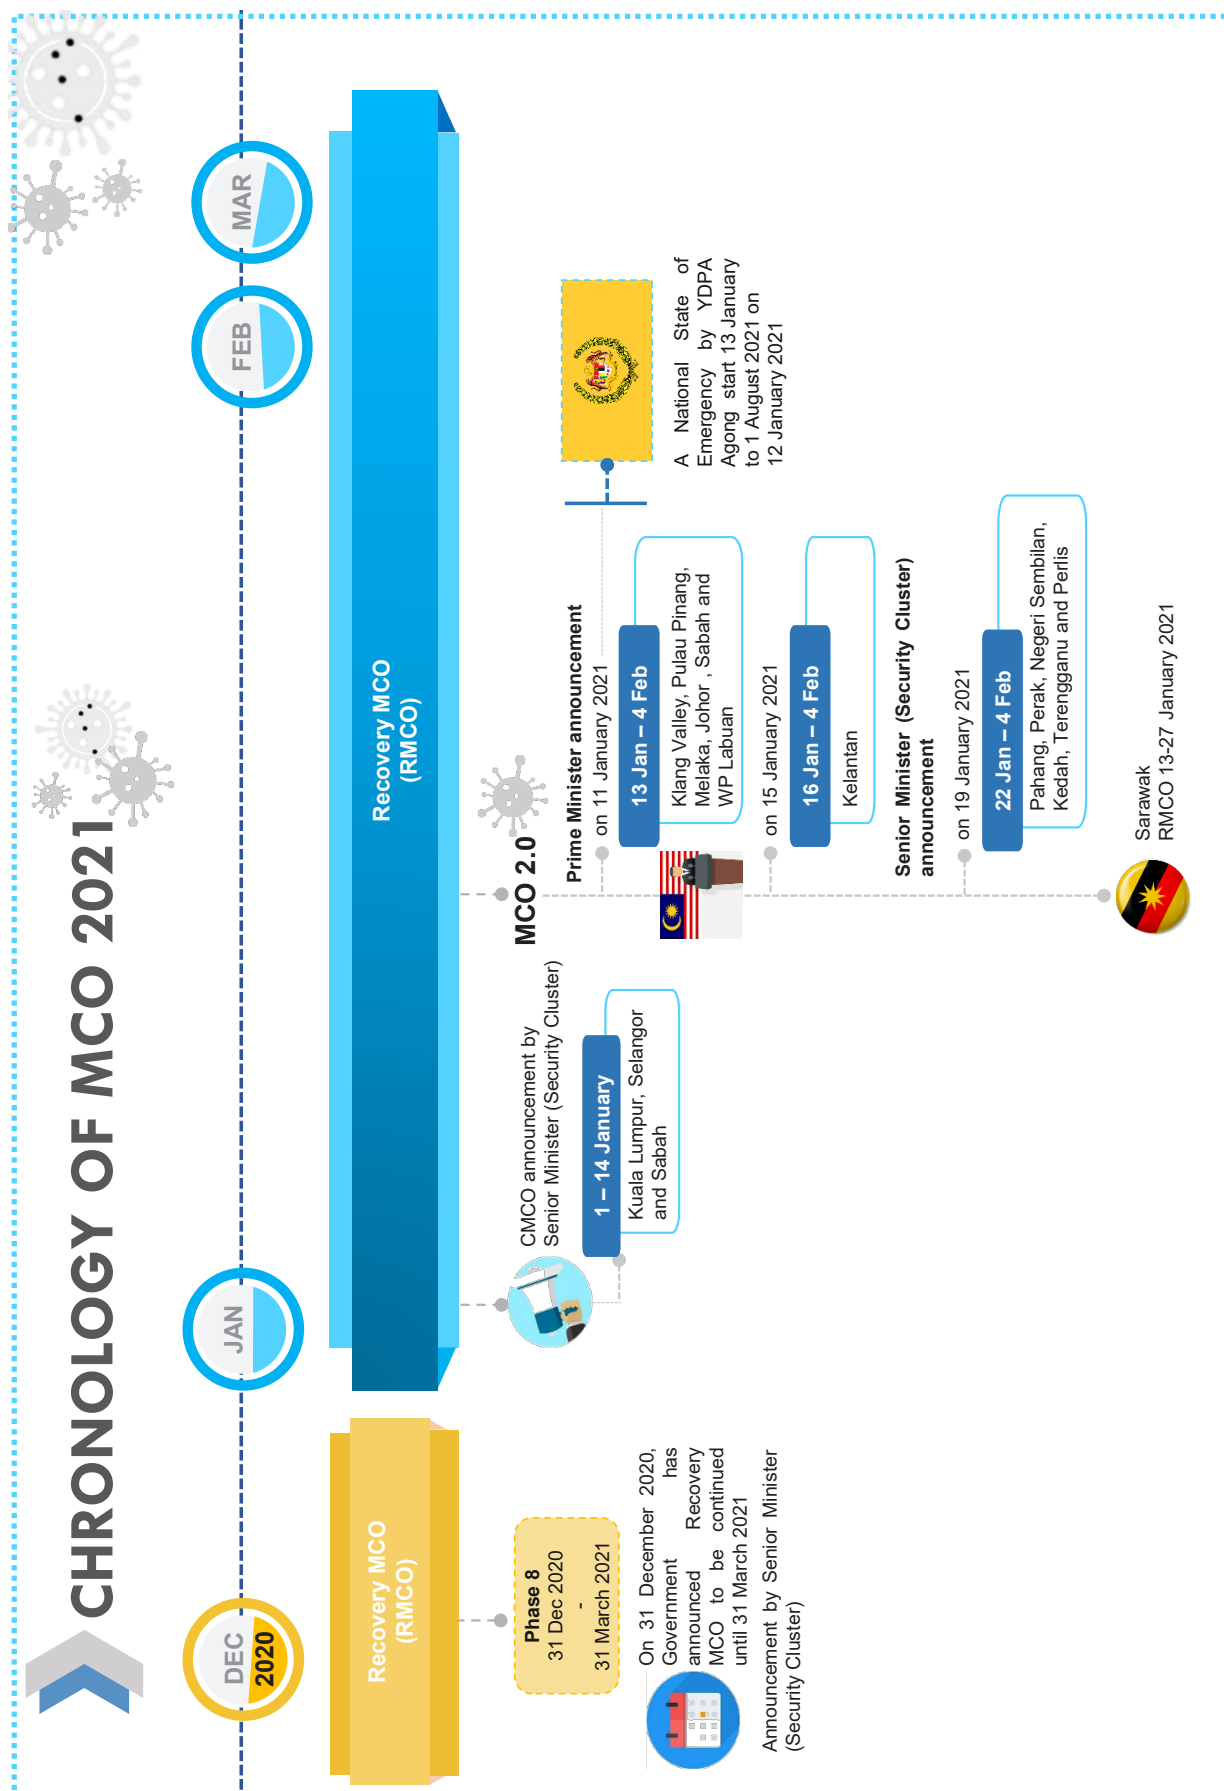 CHRONOLOGY OF MCO 2021
DEC
2020
JAN
FEB
MAR
Recovery MCO
(RMCO)
Recovery MCO
(RMCO)
Phase 8
31 Dec 2020
-
31 March 2021
On 31 December 2020,
Government has
announced Recovery
MCO to be continued
until 31 March 2021
Announcement by Senior Minister
(Security Cluster)
CMCO announcement by
Senior Minister (Security Cluster)
1 – 14 January
Kuala Lumpur, Selangor
and Sabah
MCO 2.0
Prime Minister announcement
on 11 January 2021
13 Jan – 4 Feb
Klang Valley, Pulau Pinang,
Melaka, Johor , Sabah and
WP Labuan
on 15 January 2021
16 Jan – 4 Feb
Kelantan
Senior Minister (Security Cluster)
announcement
on 19 January 2021
22 Jan – 4 Feb
Pahang, Perak, Negeri Sembilan,
Kedah, Terengganu and Perlis
Sarawak
RMCO 13-27 January 2021
A National State of
Emergency by YDPA
Agong start 13 January
to 1 August 2021 on
12 January 2021